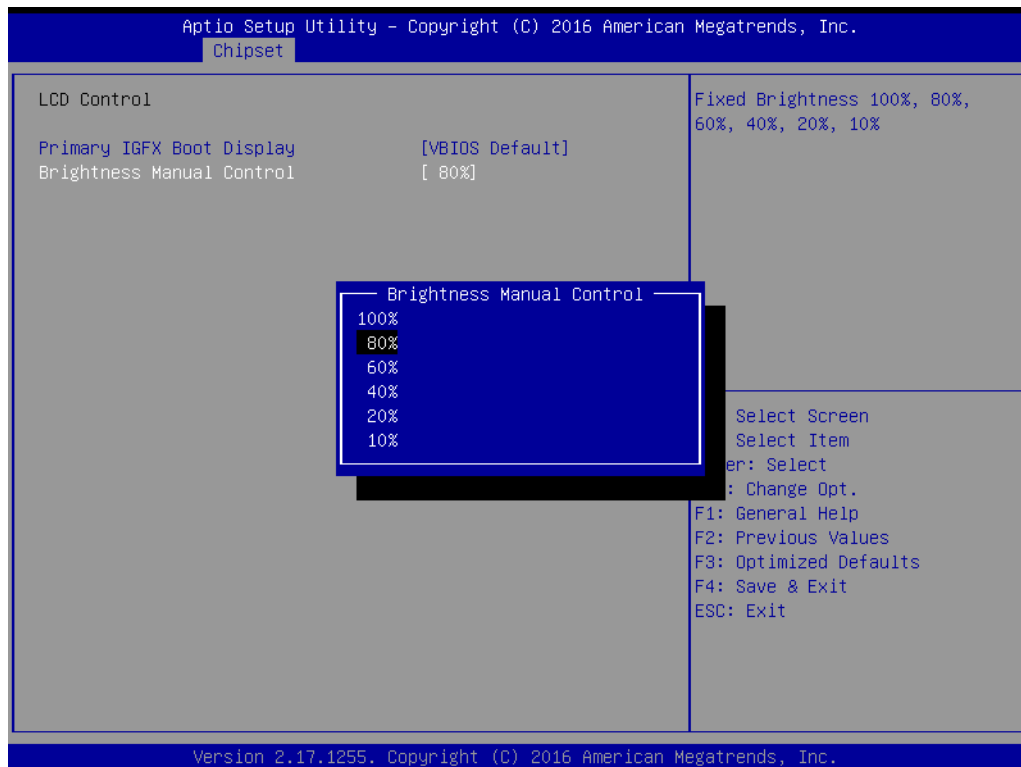 Aptio Setup Utility – Copyright (C) 2016 American Megatrends, Inc.
Chipset
LCD Control
Primary IGFX Boot Display [VBIOS Default]
Brightness Manual Control [ 80%]
Brightness Manual Control
100%
80%
60%
40%
20%
10%
Fixed Brightness 100%, 80%,
60%, 40%, 20%, 10%
Select Screen
Select Item
er: Select
: Change Opt.
F1: General Help
F2: Previous Values
F3: Optimized Defaults
F4: Save & Exit
ESC: Exit
Version 2.17.1255. Copyright (C) 2016 American Megatrends, Inc.